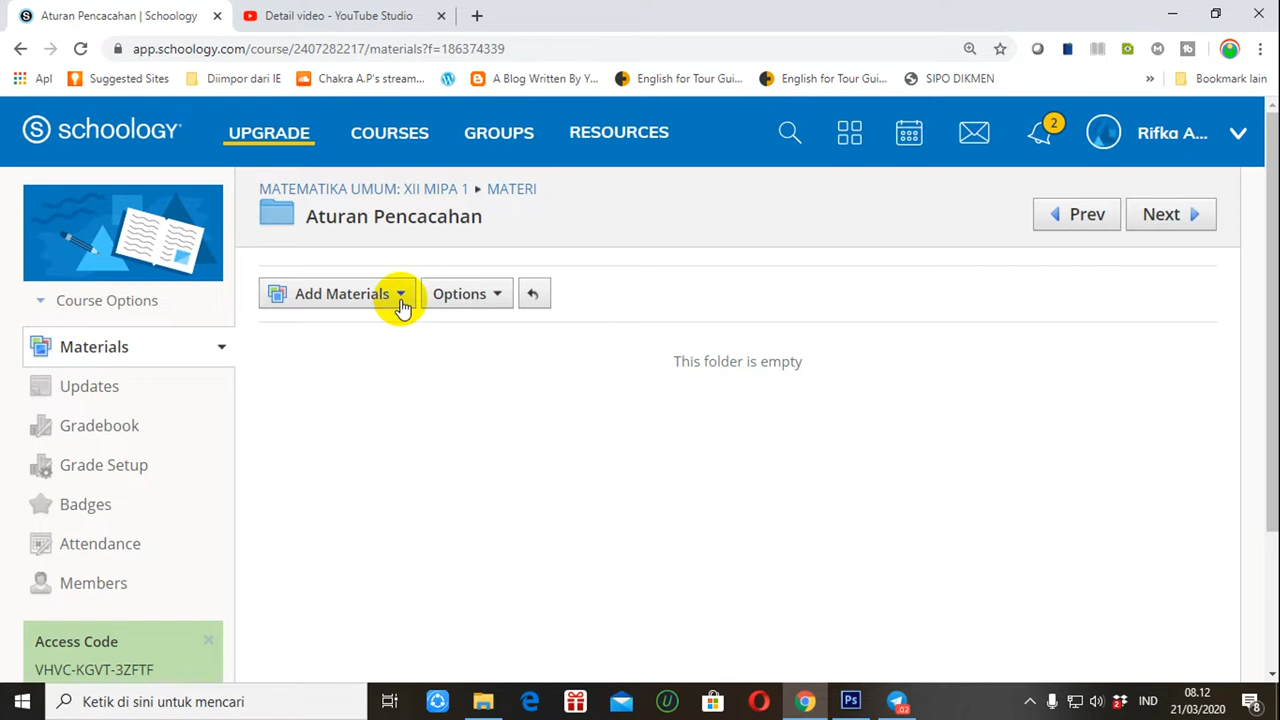 Aturan Pencacahan | Schoology
Detail video - YouTube Studio
app.schoology.com/course/2407282217/materials?f=186374339
Apl
Suggested Sites
Diimpor dari IE
Chakra A.P's stream...
A Blog Written By Y...
English for Tour Gui...
English for Tour Gui...
SIPO DIKMEN
Bookmark lain
schoology
UPGRADE
COURSES
GROUPS
RESOURCES
2
Rifka A...
MATEMATIKA UMUM: XII MIPA 1 ▸ MATERI
Aturan Pencacahan
Prev
Next
Add Materials
Options
This folder is empty
Course Options
Materials
Updates
Gradebook
Grade Setup
Badges
Attendance
Members
Access Code
VHVC-KGVT-3ZFTF
Ketik di sini untuk mencari
IND
08.12
21/03/2020